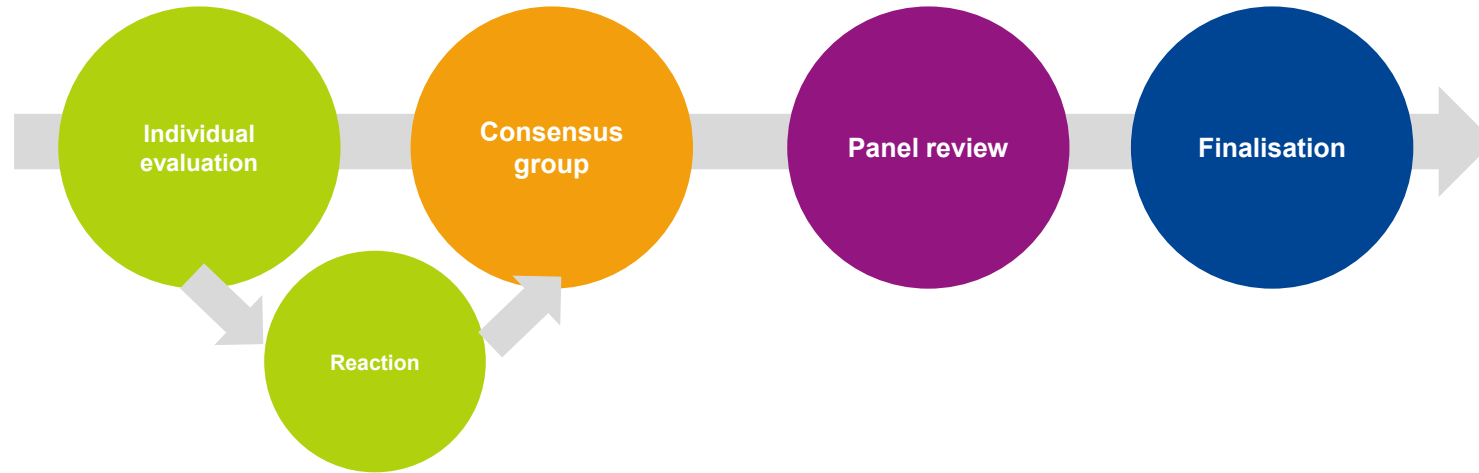 Individual
evaluation
Consensus
group
Panel review
Finalisation
Reaction